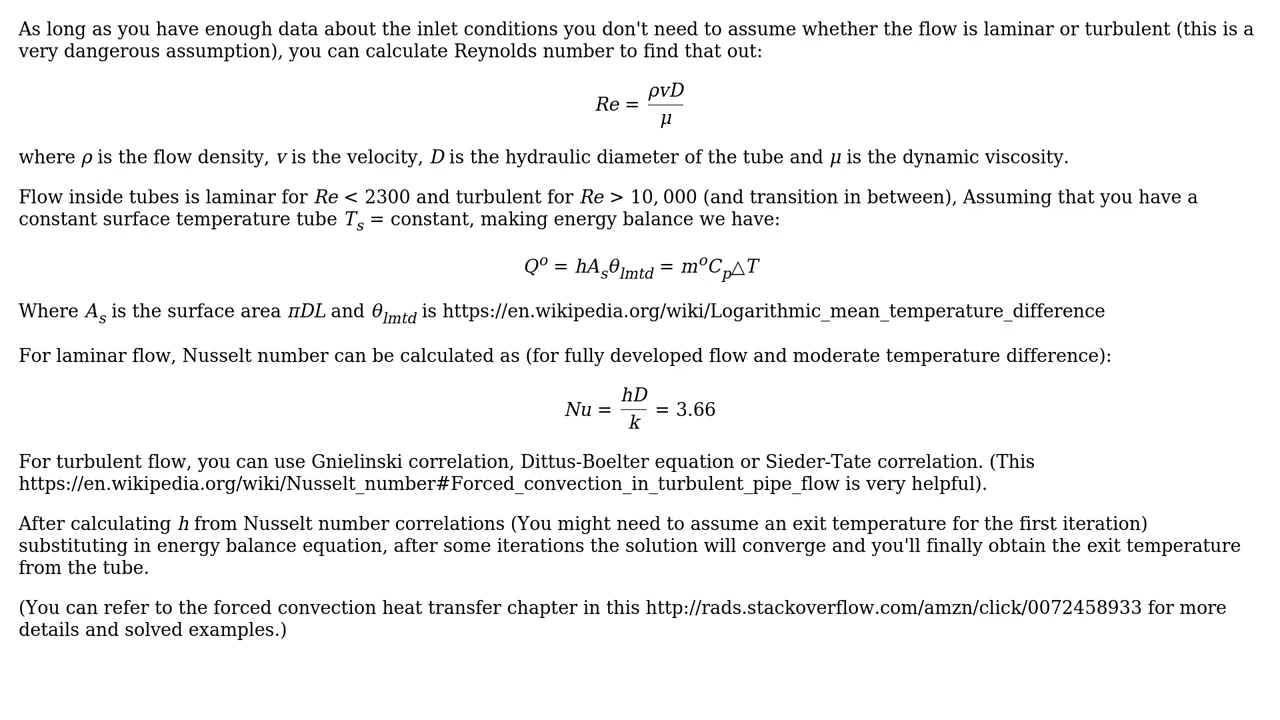 As long as you have enough data about the inlet conditions you don't need to assume whether the flow is laminar or turbulent (this is a
very dangerous assumption), you can calculate Reynolds number to find that out:
Re = ρvD / μ
where ρ is the flow density, v is the velocity, D is the hydraulic diameter of the tube and μ is the dynamic viscosity.
Flow inside tubes is laminar for Re < 2300 and turbulent for Re > 10,000 (and transition in between), Assuming that you have a
constant surface temperature tube T_s = constant, making energy balance we have:
Q^o = hA_sθ_lmtd = m^oC_p△T
Where A_s is the surface area πDL and θ_lmtd is https://en.wikipedia.org/wiki/Logarithmic_mean_temperature_difference
For laminar flow, Nusselt number can be calculated as (for fully developed flow and moderate temperature difference):
Nu = hD / k = 3.66
For turbulent flow, you can use Gnielinski correlation, Dittus-Boelter equation or Sieder-Tate correlation. (This
https://en.wikipedia.org/wiki/Nusselt_number#Forced_convection_in_turbulent_pipe_flow is very helpful).
After calculating h from Nusselt number correlations (You might need to assume an exit temperature for the first iteration)
substituting in energy balance equation, after some iterations the solution will converge and you'll finally obtain the exit temperature
from the tube.
(You can refer to the forced convection heat transfer chapter in this http://rads.stackoverflow.com/amzn/click/0072458933 for more
details and solved examples.)